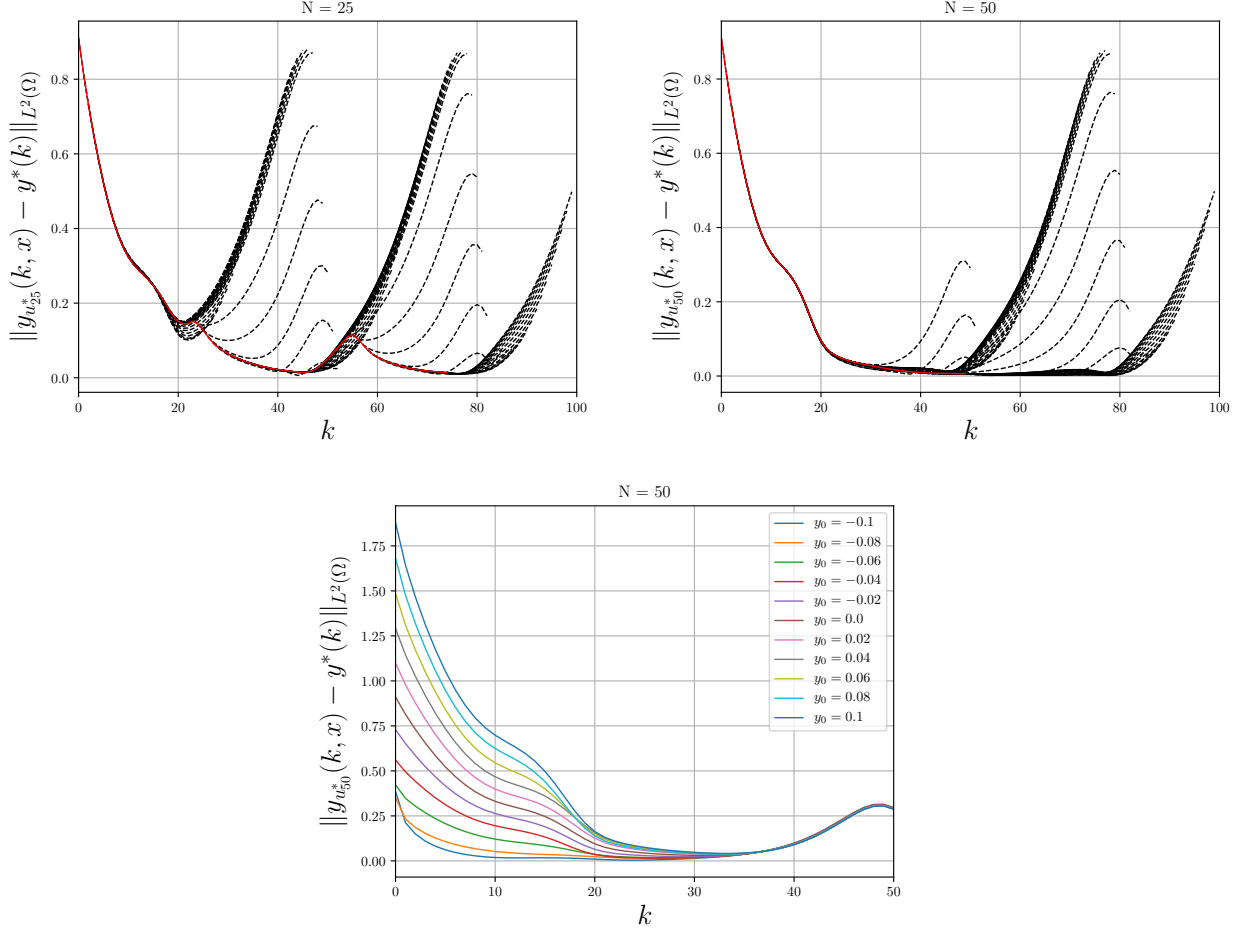 N = 25
||y_{u^*_{25}}(k, x) − y^*(k)||_{L^2(Ω)}
0.8
0.6
0.4
0.2
0.0
0 20 40 60 80 100
k
N = 50
||y_{u^*_{50}}(k, x) − y^*(k)||_{L^2(Ω)}
0.8
0.6
0.4
0.2
0.0
0 20 40 60 80 100
k
N = 50
||y_{u^*_{50}}(k, x) − y^*(k)||_{L^2(Ω)}
1.75
1.50
1.25
1.00
0.75
0.50
0.25
0.00
y_0 = −0.1
y_0 = −0.08
y_0 = −0.06
y_0 = −0.04
y_0 = −0.02
y_0 = 0.0
y_0 = 0.02
y_0 = 0.04
y_0 = 0.06
y_0 = 0.08
y_0 = 0.1
0 10 20 30 40 50
k